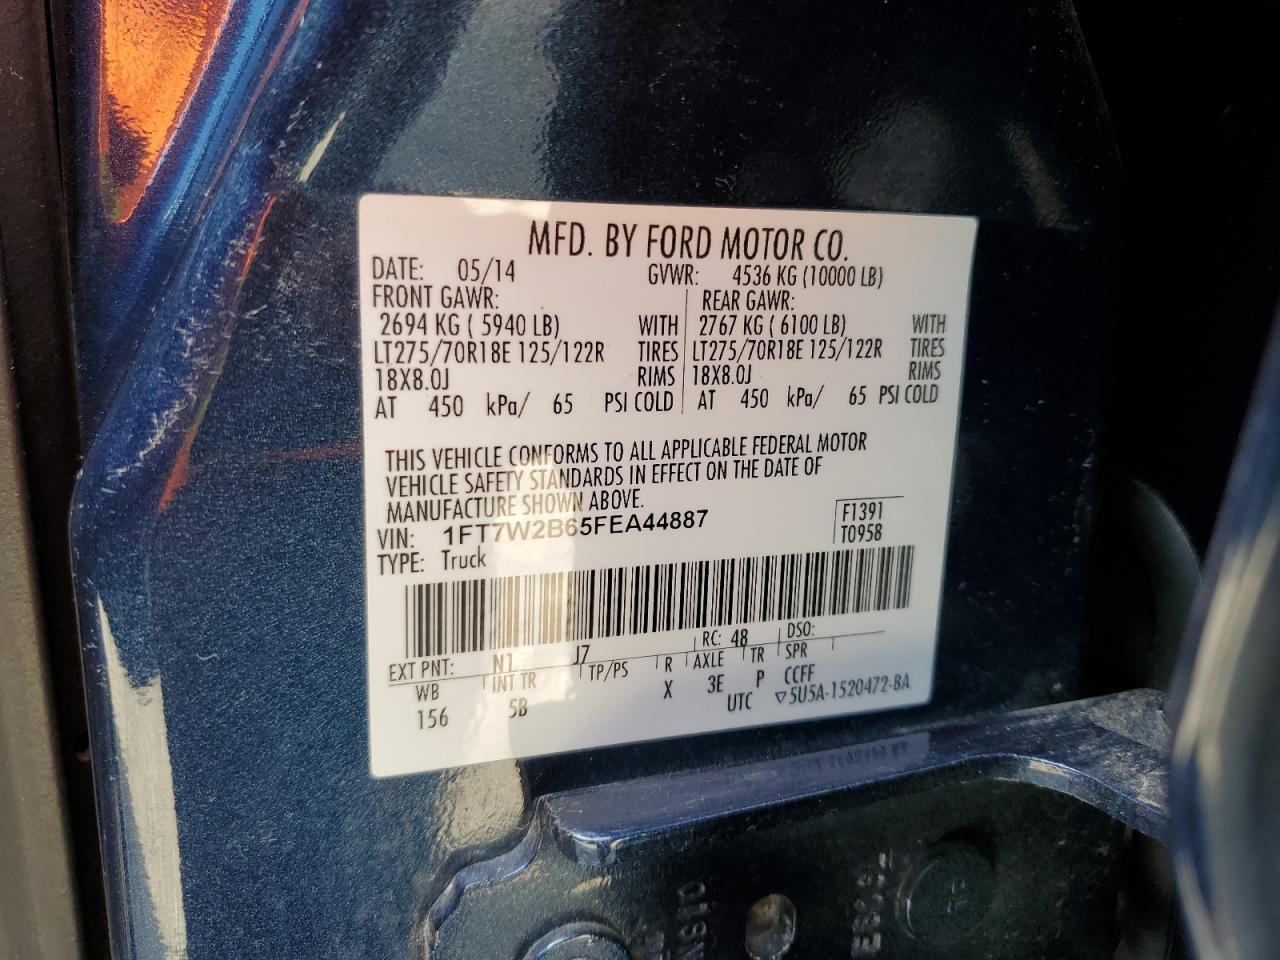 MFD. BY FORD MOTOR CO.
DATE: 05/14 GVWR: 4536 KG (10000 LB)
FRONT GAWR: REAR GAWR:
2694 KG ( 5940 LB) WITH 2767 KG ( 6100 LB) WITH
LT275/70R18E 125/122R TIRES LT275/70R18E 125/122R TIRES
18X8.0J RIMS 18X8.0J RIMS
AT 450 kPa/ 65 PSI COLD AT 450 kPa/ 65 PSI COLD
THIS VEHICLE CONFORMS TO ALL APPLICABLE FEDERAL MOTOR
VEHICLE SAFETY STANDARDS IN EFFECT ON THE DATE OF
MANUFACTURE SHOWN ABOVE.
VIN: 1FT7W2B65FEA44887 F1391
TYPE: Truck T0958
EXT PNT: N1 J7 RC: 48 DSO:
WB INT TR TP/PS R AXLE TR SPR
156 5B X 3E P CCFF
UTC ▽5U5A-1520472-BA